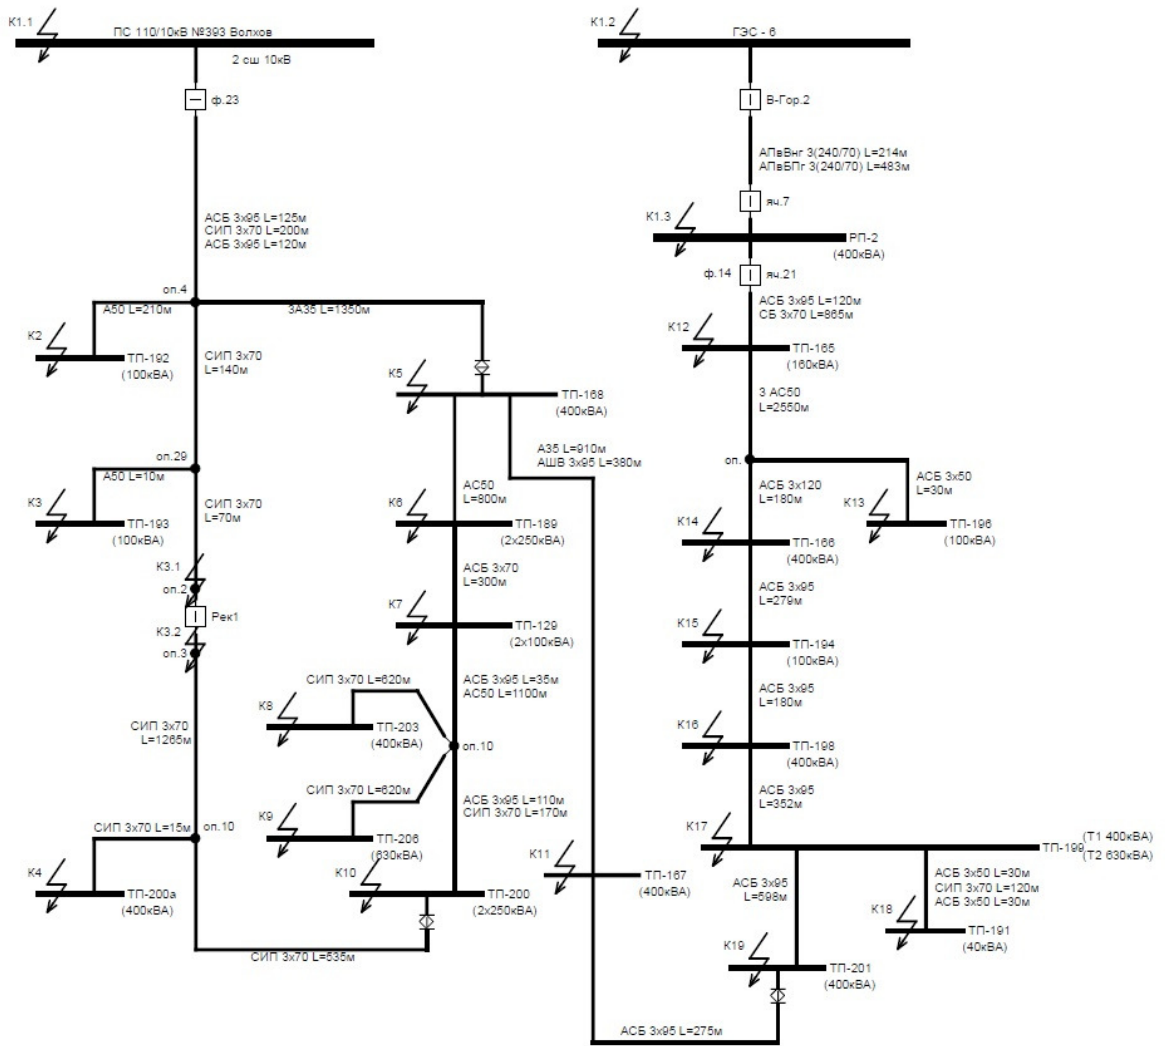 К1.1
ПС 110/10кВ №393 Волхов
2 сш 10кВ
ф.23
АСБ 3х95 L=125м
СИП 3х70 L=200м
АСБ 3х95 L=120м
оп.4
А50 L=210м
3А35 L=1350м
К2
ТП-192
(100кВА)
СИП 3х70
L=140м
К5
ТП-168
(400кВА)
оп.29
А50 L=10м
А35 L=910м
АШВ 3х95 L=380м
К3
ТП-193
(100кВА)
СИП 3х70
L=70м
АС50
L=800м
К6
ТП-189
(2х250кВА)
К3.1
оп.2
Рек1
К3.2
оп.3
АСБ 3х70
L=300м
К7
ТП-129
(2х100кВА)
АСБ 3х95 L=35м
АС50 L=1100м
СИП 3х70 L=620м
К8
ТП-203
(400кВА)
оп.10
СИП 3х70
L=1265м
СИП 3х70 L=620м
К9
ТП-206
(630кВА)
АСБ 3х95 L=110м
СИП 3х70 L=170м
СИП 3х70 L=15м
оп.10
К4
ТП-200а
(400кВА)
К10
ТП-200
(2х250кВА)
К11
ТП-167
(400кВА)
СИП 3х70 L=535м
К1.2
ГЭС - 6
В-Гор.2
АПвВнг 3(240/70) L=214м
АПвБПг 3(240/70) L=483м
яч.7
К1.3
РП-2
(400кВА)
ф.14
яч.21
АСБ 3х95 L=120м
СБ 3х70 L=865м
К12
ТП-165
(160кВА)
3 АС50
L=2550м
оп.
АСБ 3х50
L=30м
АСБ 3х120
L=180м
К13
ТП-196
(100кВА)
К14
ТП-166
(400кВА)
АСБ 3х95
L=279м
К15
ТП-194
(100кВА)
АСБ 3х95
L=180м
К16
ТП-198
(400кВА)
АСБ 3х95
L=352м
К17
ТП-199
(Т1 400кВА)
(Т2 630кВА)
АСБ 3х95
L=598м
АСБ 3х50 L=30м
СИП 3х70 L=120м
АСБ 3х50 L=30м
К18
ТП-191
(40кВА)
К19
ТП-201
(400кВА)
АСБ 3х95 L=275м